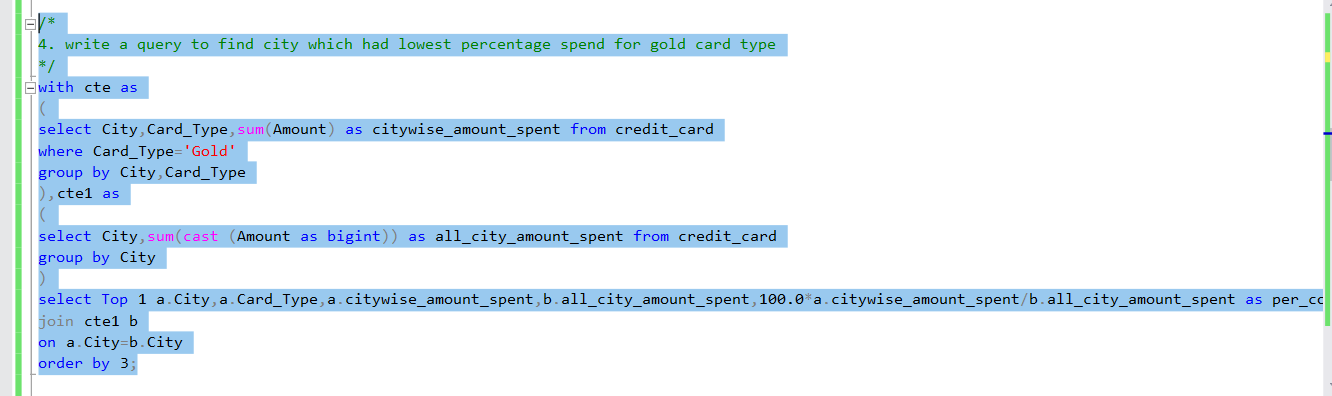 /*
4. write a query to find city which had lowest percentage spend for gold card type
*/
with cte as
(
select City,Card_Type,sum(Amount) as citywise_amount_spent from credit_card
where Card_Type='Gold'
group by City,Card_Type
),cte1 as
(
select City,sum(cast (Amount as bigint)) as all_city_amount_spent from credit_card
group by City
)
select Top 1 a.City,a.Card_Type,a.citywise_amount_spent,b.all_city_amount_spent,100.0*a.citywise_amount_spent/b.all_city_amount_spent as
join cte1 b
on a.City=b.City
order by 3;